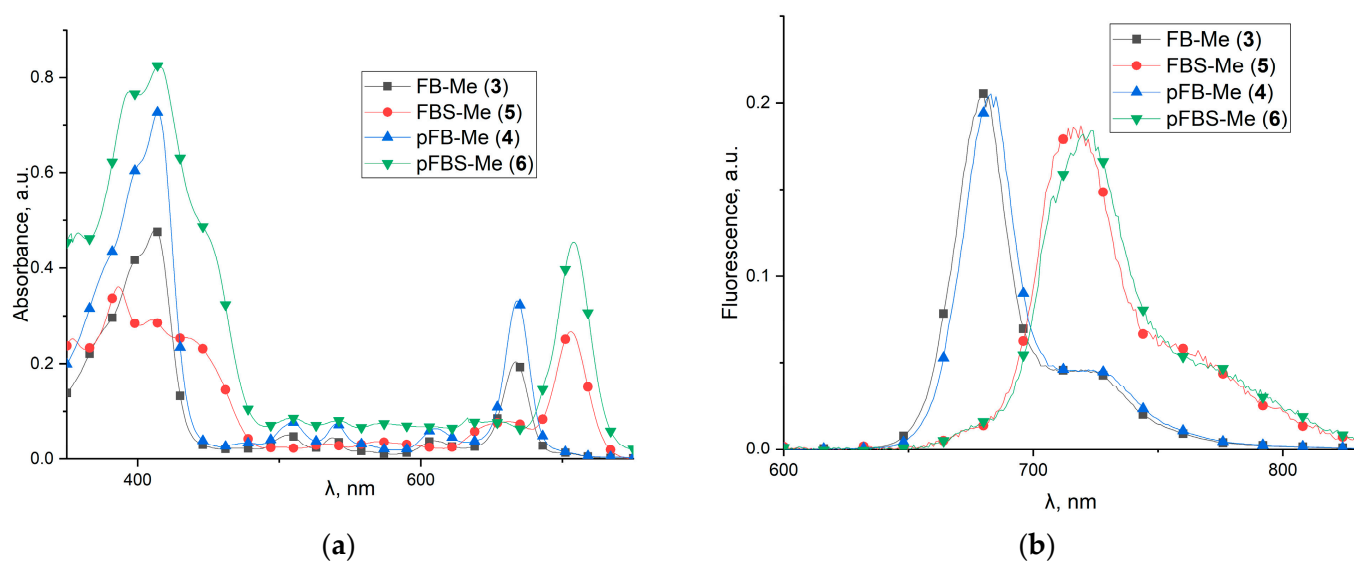 FB-Me (3)
FBS-Me (5)
pFB-Me (4)
pFBS-Me (6)
Absorbance, a.u.
0.8
0.6
0.4
0.2
0.0
400
600
λ, nm
(a)
FB-Me (3)
FBS-Me (5)
pFB-Me (4)
pFBS-Me (6)
Fluorescence, a.u.
0.2
0.1
0.0
600
700
800
λ, nm
(b)